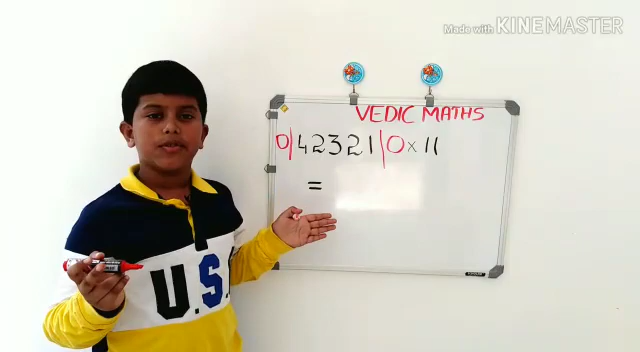 Made with KINEMASTER
VEDIC MATHS
0|42321|0×11
=
U.S.